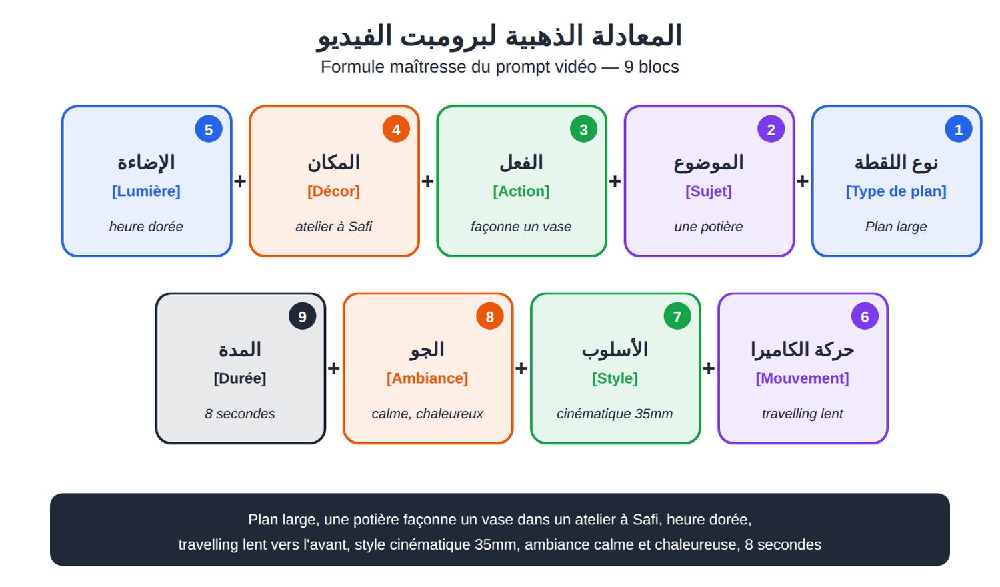 المعادلة الذهبية لبرومبت الفيديو
Formule maîtresse du prompt vidéo — 9 blocs
1
نوع اللقطة
[Type de plan]
Plan large
+
2
الموضوع
[Sujet]
une potière
+
3
الفعل
[Action]
façonne un vase
+
4
المكان
[Décor]
atelier à Safi
+
5
الإضاءة
[Lumière]
heure dorée
6
حركة الكاميرا
[Mouvement]
travelling lent
+
7
الأسلوب
[Style]
cinématique 35mm
+
8
الجو
[Ambiance]
calme, chaleureux
+
9
المدة
[Durée]
8 secondes
Plan large, une potière façonne un vase dans un atelier à Safi, heure dorée,
travelling lent vers l'avant, style cinématique 35mm, ambiance calme et chaleureuse, 8 secondes